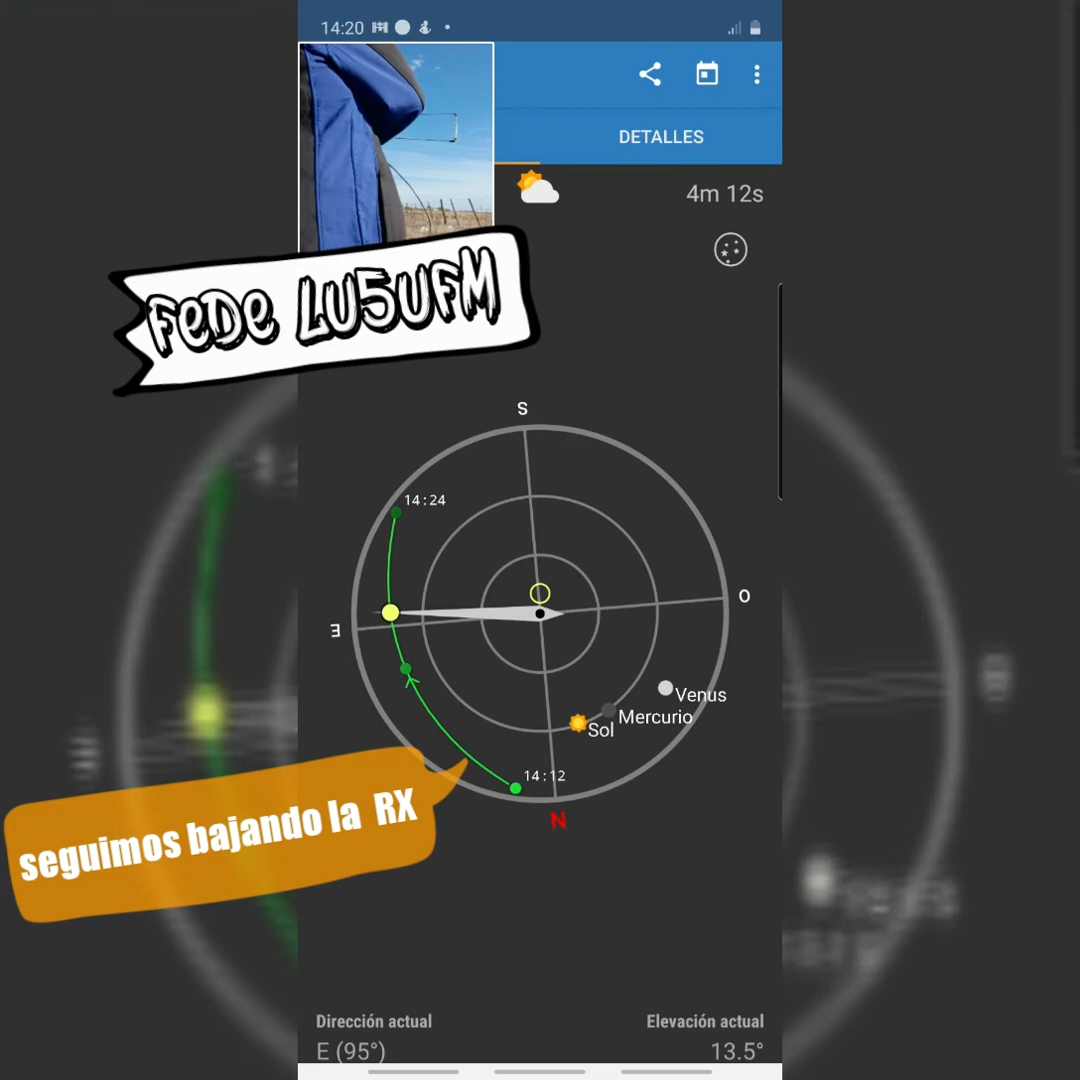 14:20
DETALLES
4m 12s
FeDe LU5UFM
S
14:24
O
E
Venus
Mercurio
Sol
14:12
N
seguimos bajando la RX
Dirección actual
Elevación actual
E (95°)
13.5°